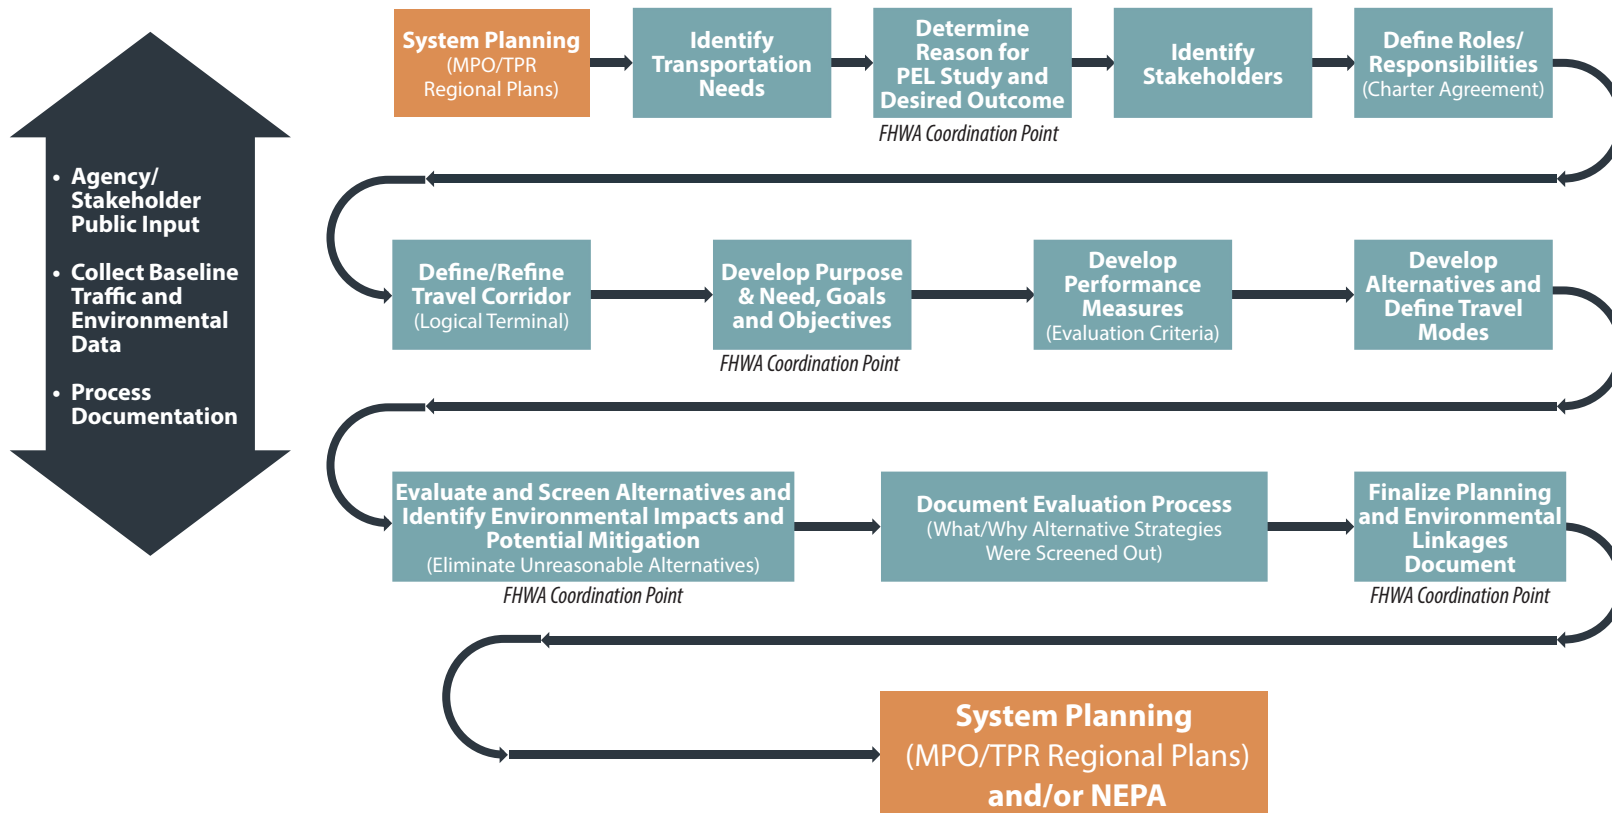 System Planning
(MPO/TPR
Regional Plans)
Identify
Transportation
Needs
Determine
Reason for
PEL Study and
Desired Outcome
FHWA Coordination Point
Identify
Stakeholders
Define Roles/
Responsibilities
(Charter Agreement)
• Agency/
Stakeholder
Public Input
• Collect Baseline
Traffic and
Environmental
Data
• Process
Documentation
Define/Refine
Travel Corridor
(Logical Terminal)
Develop Purpose
& Need, Goals
and Objectives
FHWA Coordination Point
Develop
Performance
Measures
(Evaluation Criteria)
Develop
Alternatives and
Define Travel
Modes
Evaluate and Screen Alternatives and
Identify Environmental Impacts and
Potential Mitigation
(Eliminate Unreasonable Alternatives)
FHWA Coordination Point
Document Evaluation Process
(What/Why Alternative Strategies
Were Screened Out)
Finalize Planning
and Environmental
Linkages
Document
FHWA Coordination Point
System Planning
(MPO/TPR Regional Plans)
and/or NEPA